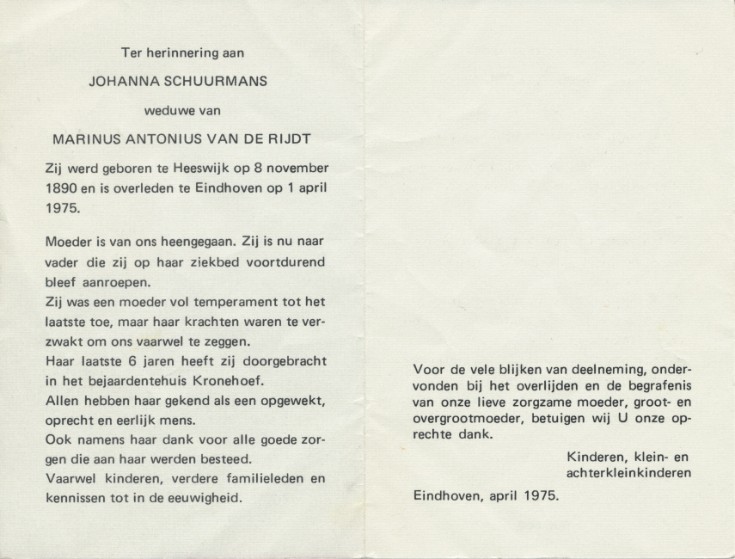 Ter herinnering aan
JOHANNA SCHUURMANS
weduwe van
MARINUS ANTONIUS VAN DE RIJDT
Zij werd geboren te Heeswijk op 8 november
1890 en is overleden te Eindhoven op 1 april
1975.
Moeder is van ons heengegaan. Zij is nu naar
vader die zij op haar ziekbed voortdurend
bleef aanroepen.
Zij was een moeder vol temperament tot het
laatste toe, maar haar krachten waren te ver-
zwakt om ons vaarwel te zeggen.
Haar laatste 6 jaren heeft zij doorgebracht
in het bejaardentehuis Kronehoef.
Allen hebben haar gekend als een opgewekt,
oprecht en eerlijk mens.
Ook namens haar dank voor alle goede zor-
gen die aan haar werden besteed.
Vaarwel kinderen, verdere familieleden en
kennissen tot in de eeuwigheid.
Voor de vele blijken van deelneming, onder-
vonden bij het overlijden en de begrafenis
van onze lieve zorgzame moeder, groot- en
overgrootmoeder, betuigen wij U onze op-
rechte dank.
Kinderen, klein- en
achterkleinkinderen
Eindhoven, april 1975.